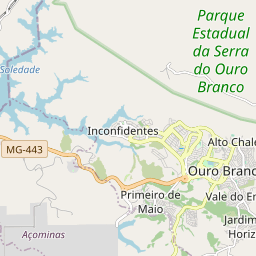 Parque
Estadual
da Serra
do Ouro
Branco
Soledade
Inconfidentes
MG-443
Alto Chale
Ouro Branc
Primeiro de
Maio
Vale do En
Jardim
Horiz
Açominas